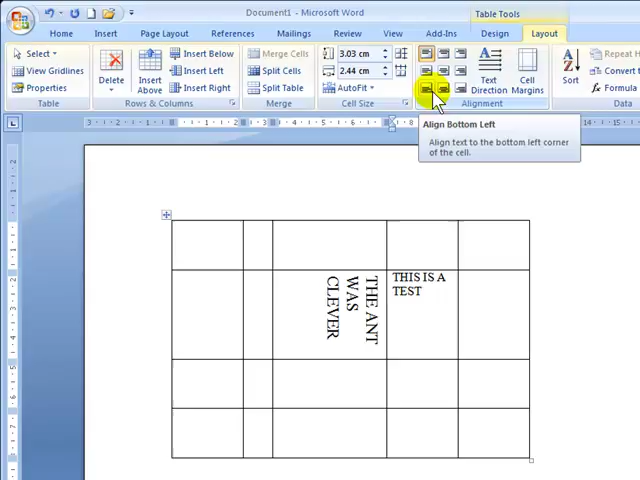 Document1 - Microsoft Word
Table Tools
Home Insert Page Layout References Mailings Review View Add-Ins Design Layout
Select
View Gridlines
Properties
Table
Delete
Insert Above
Insert Below
Insert Left
Insert Right
Rows & Columns
Merge Cells
Split Cells
Split Table
Merge
3.03 cm
2.44 cm
AutoFit
Cell Size
Text Direction
Cell Margins
Alignment
Sort
Repeat H
Convert t
Formula
Data
Align Bottom Left
Align text to the bottom left corner
of the cell.
THE ANT
WAS
CLEVER
THIS IS A
TEST